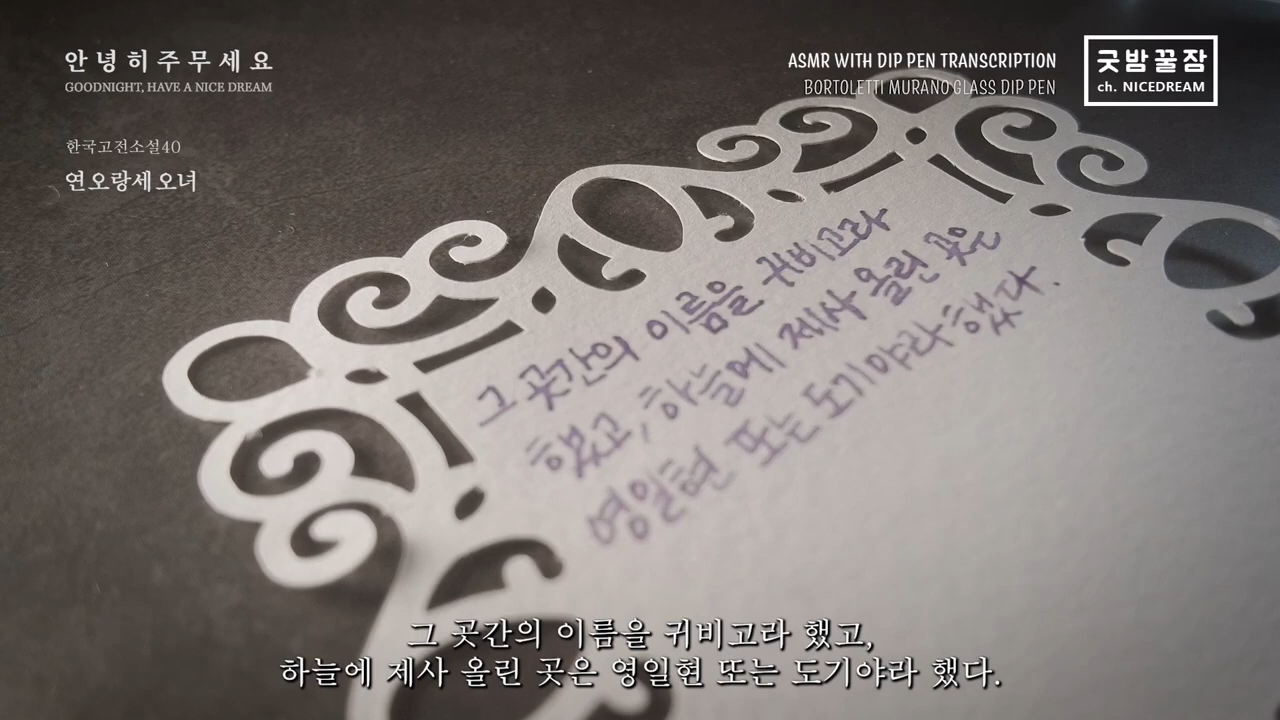 안녕히주무세요
GOODNIGHT, HAVE A NICE DREAM
한국고전소설40
연오랑세오녀
ASMR WITH DIP PEN TRANSCRIPTION
BORTOLETTI MURANO GLASS DIP PEN
굿밤꿀잠
ch. NICEDREAM
그 곳간의 이름을 귀비고라
했고, 하늘에 제사 올린 곳은
영일현 또는 도기야라 했다.
그 곳간의 이름을 귀비고라 했고,
하늘에 제사 올린 곳은 영일현 또는 도기야라 했다.